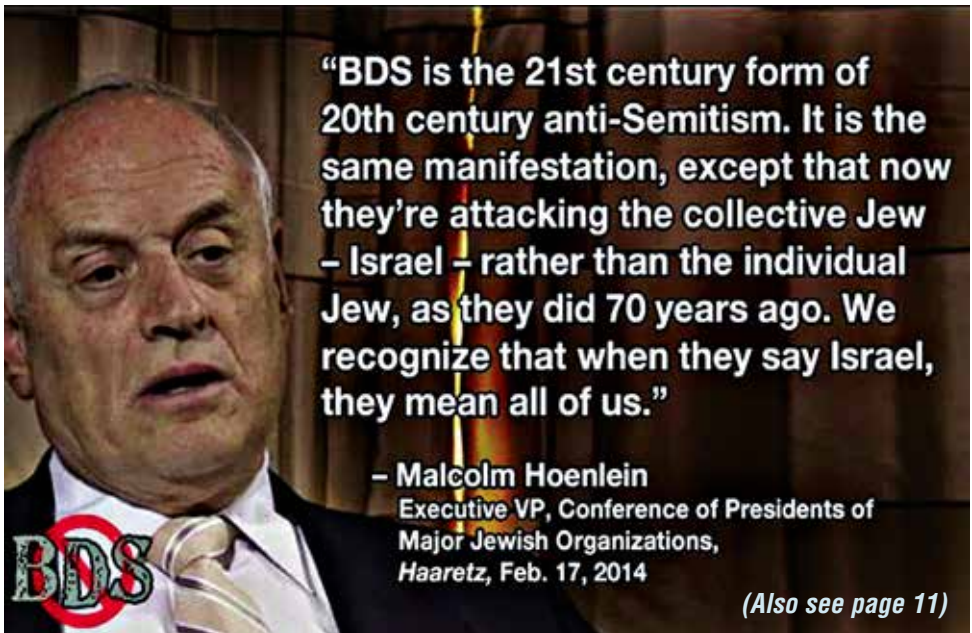 “BDS is the 21st century form of
20th century anti-Semitism. It is the
same manifestation, except that now
they’re attacking the collective Jew
– Israel – rather than the individual
Jew, as they did 70 years ago. We
recognize that when they say Israel,
they mean all of us.”
– Malcolm Hoenlein
Executive VP, Conference of Presidents of
Major Jewish Organizations,
Haaretz, Feb. 17, 2014
BDS
(Also see page 11)